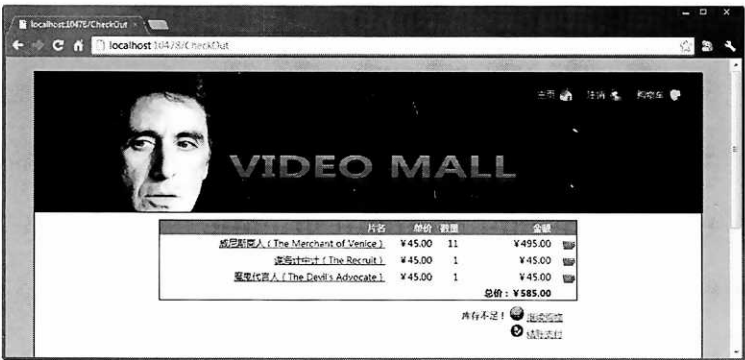 localhost:10478/CheckOut
localhost:10478/CheckOut
主页 注销 购物车
VIDEO MALL
片名 单价 数量 金额
威尼斯商人 ( The Merchant of Venice ) ￥45.00 11 ￥495.00
谍海计中计 ( The Recruit ) ￥45.00 1 ￥45.00
魔鬼代言人 ( The Devil's Advocate ) ￥45.00 1 ￥45.00
总价：￥585.00
库存不足！ 继续购物
结账支付